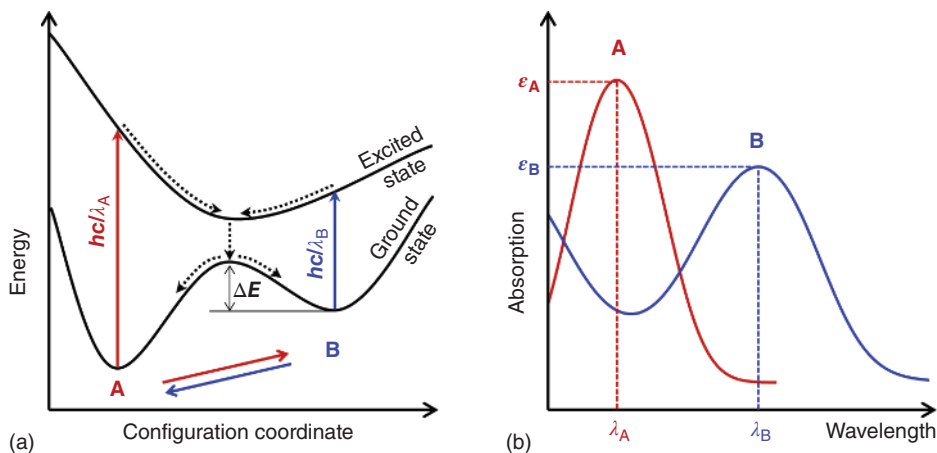 Energy
hc/λA
Excited
state
hc/λB
Ground
state
ΔE
A
B
(a)
Configuration coordinate
Absorption
εA
εB
A
B
λA
λB
Wavelength
(b)